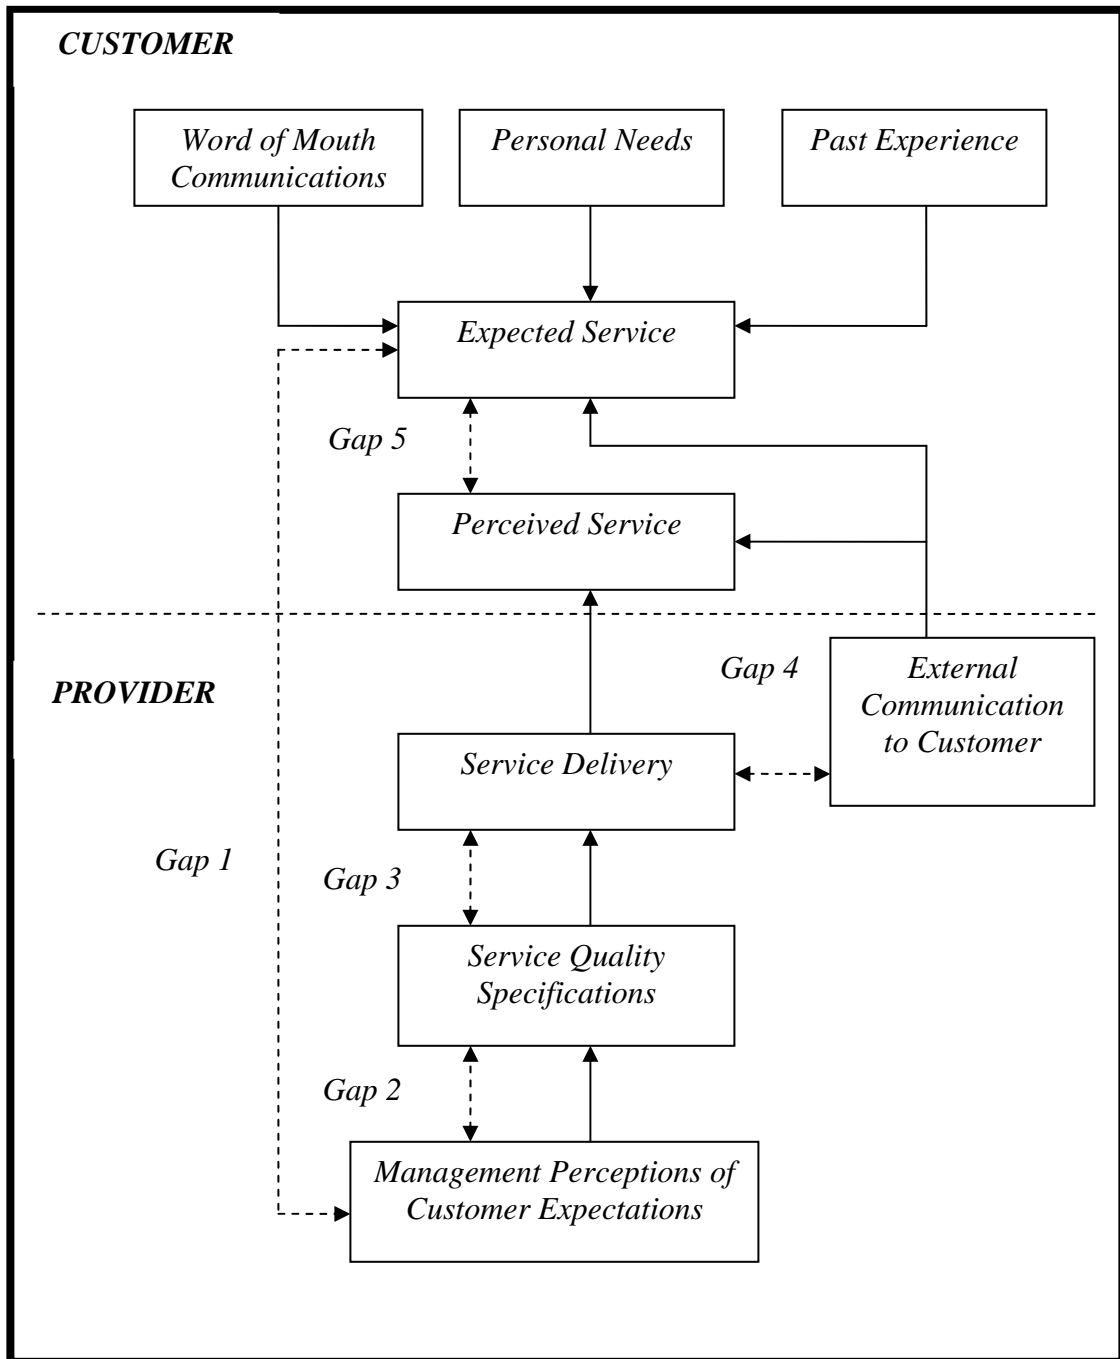 CUSTOMER
Word of Mouth
Communications
Personal Needs
Past Experience
Expected Service
Gap 5
Perceived Service
Gap 4
External
Communication
to Customer
PROVIDER
Service Delivery
Gap 1
Gap 3
Service Quality
Specifications
Gap 2
Management Perceptions of
Customer Expectations